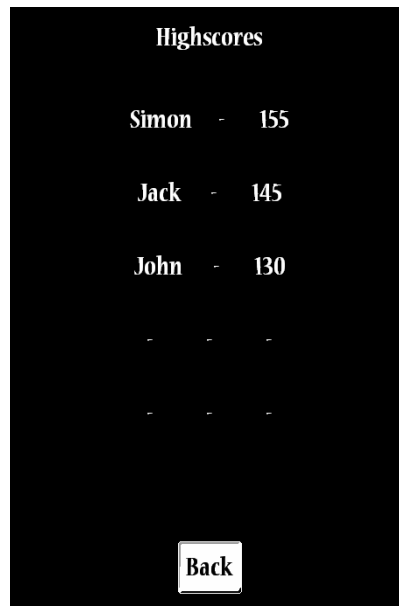 Highscores
Simon - 155
Jack - 145
John - 130
- - -
- - -
Back